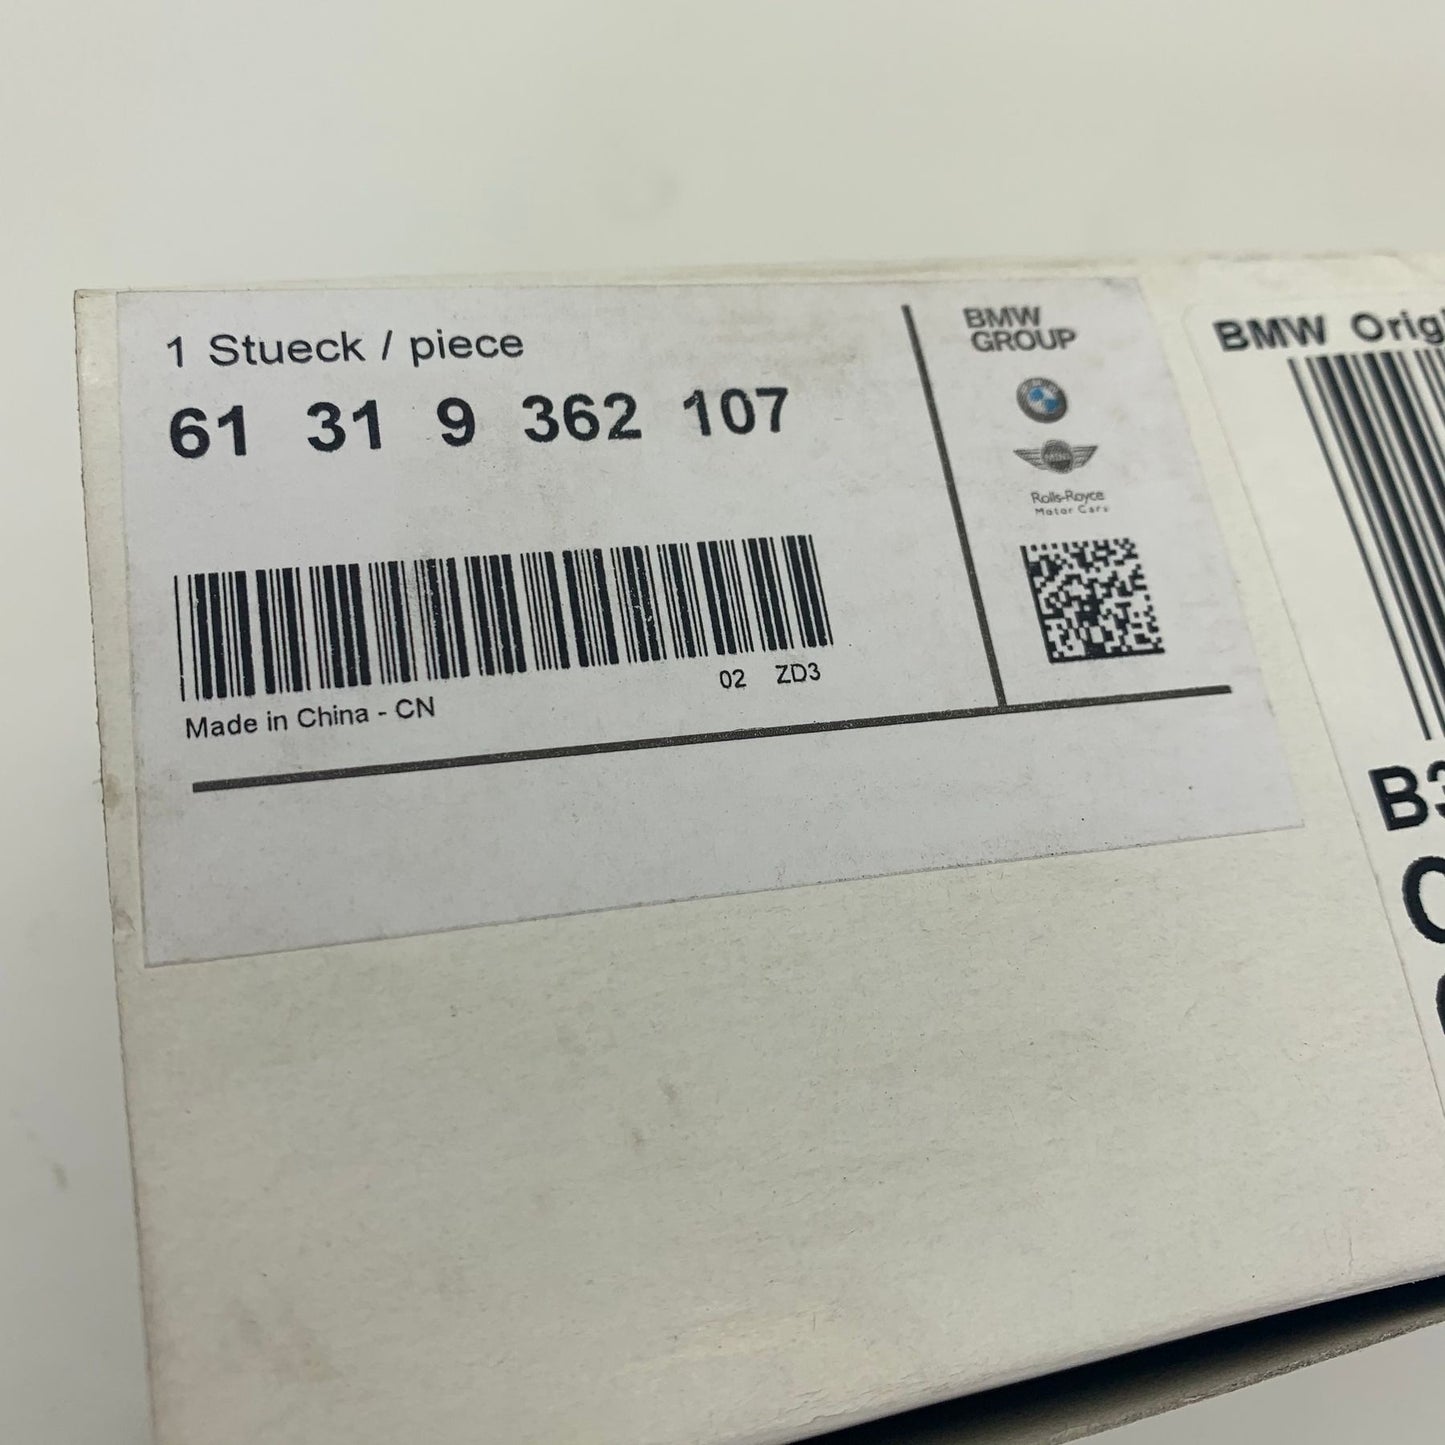 1 Stueck / piece
61 31 9 362 107
02 ZD3
Made in China - CN
BMW
GROUP
MINI
Rolls-Royce
Motor Cars
BMW